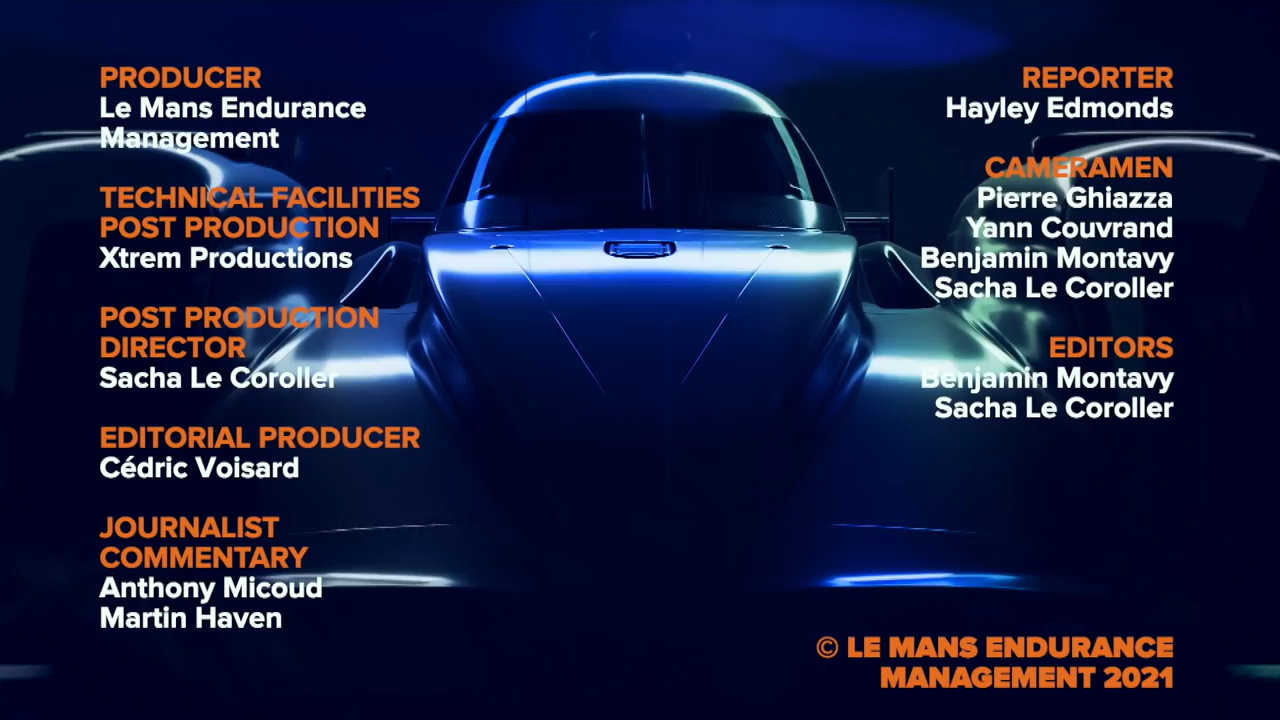 PRODUCER
Le Mans Endurance
Management
TECHNICAL FACILITIES
POST PRODUCTION
Xtrem Productions
POST PRODUCTION
DIRECTOR
Sacha Le Coroller
EDITORIAL PRODUCER
Cédric Voisard
JOURNALIST
COMMENTARY
Anthony Micoud
Martin Haven
REPORTER
Hayley Edmonds
CAMERAMEN
Pierre Ghiazza
Yann Couvrand
Benjamin Montavy
Sacha Le Coroller
EDITORS
Benjamin Montavy
Sacha Le Coroller
© LE MANS ENDURANCE
MANAGEMENT 2021